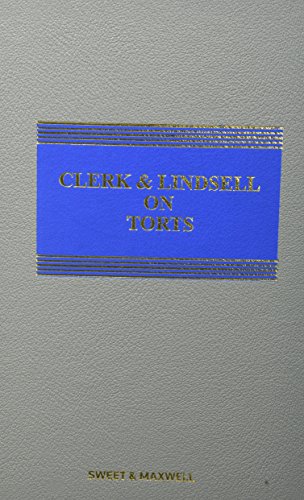 CLERK & LINDSELL
ON
TORTS
SWEET & MAXWELL